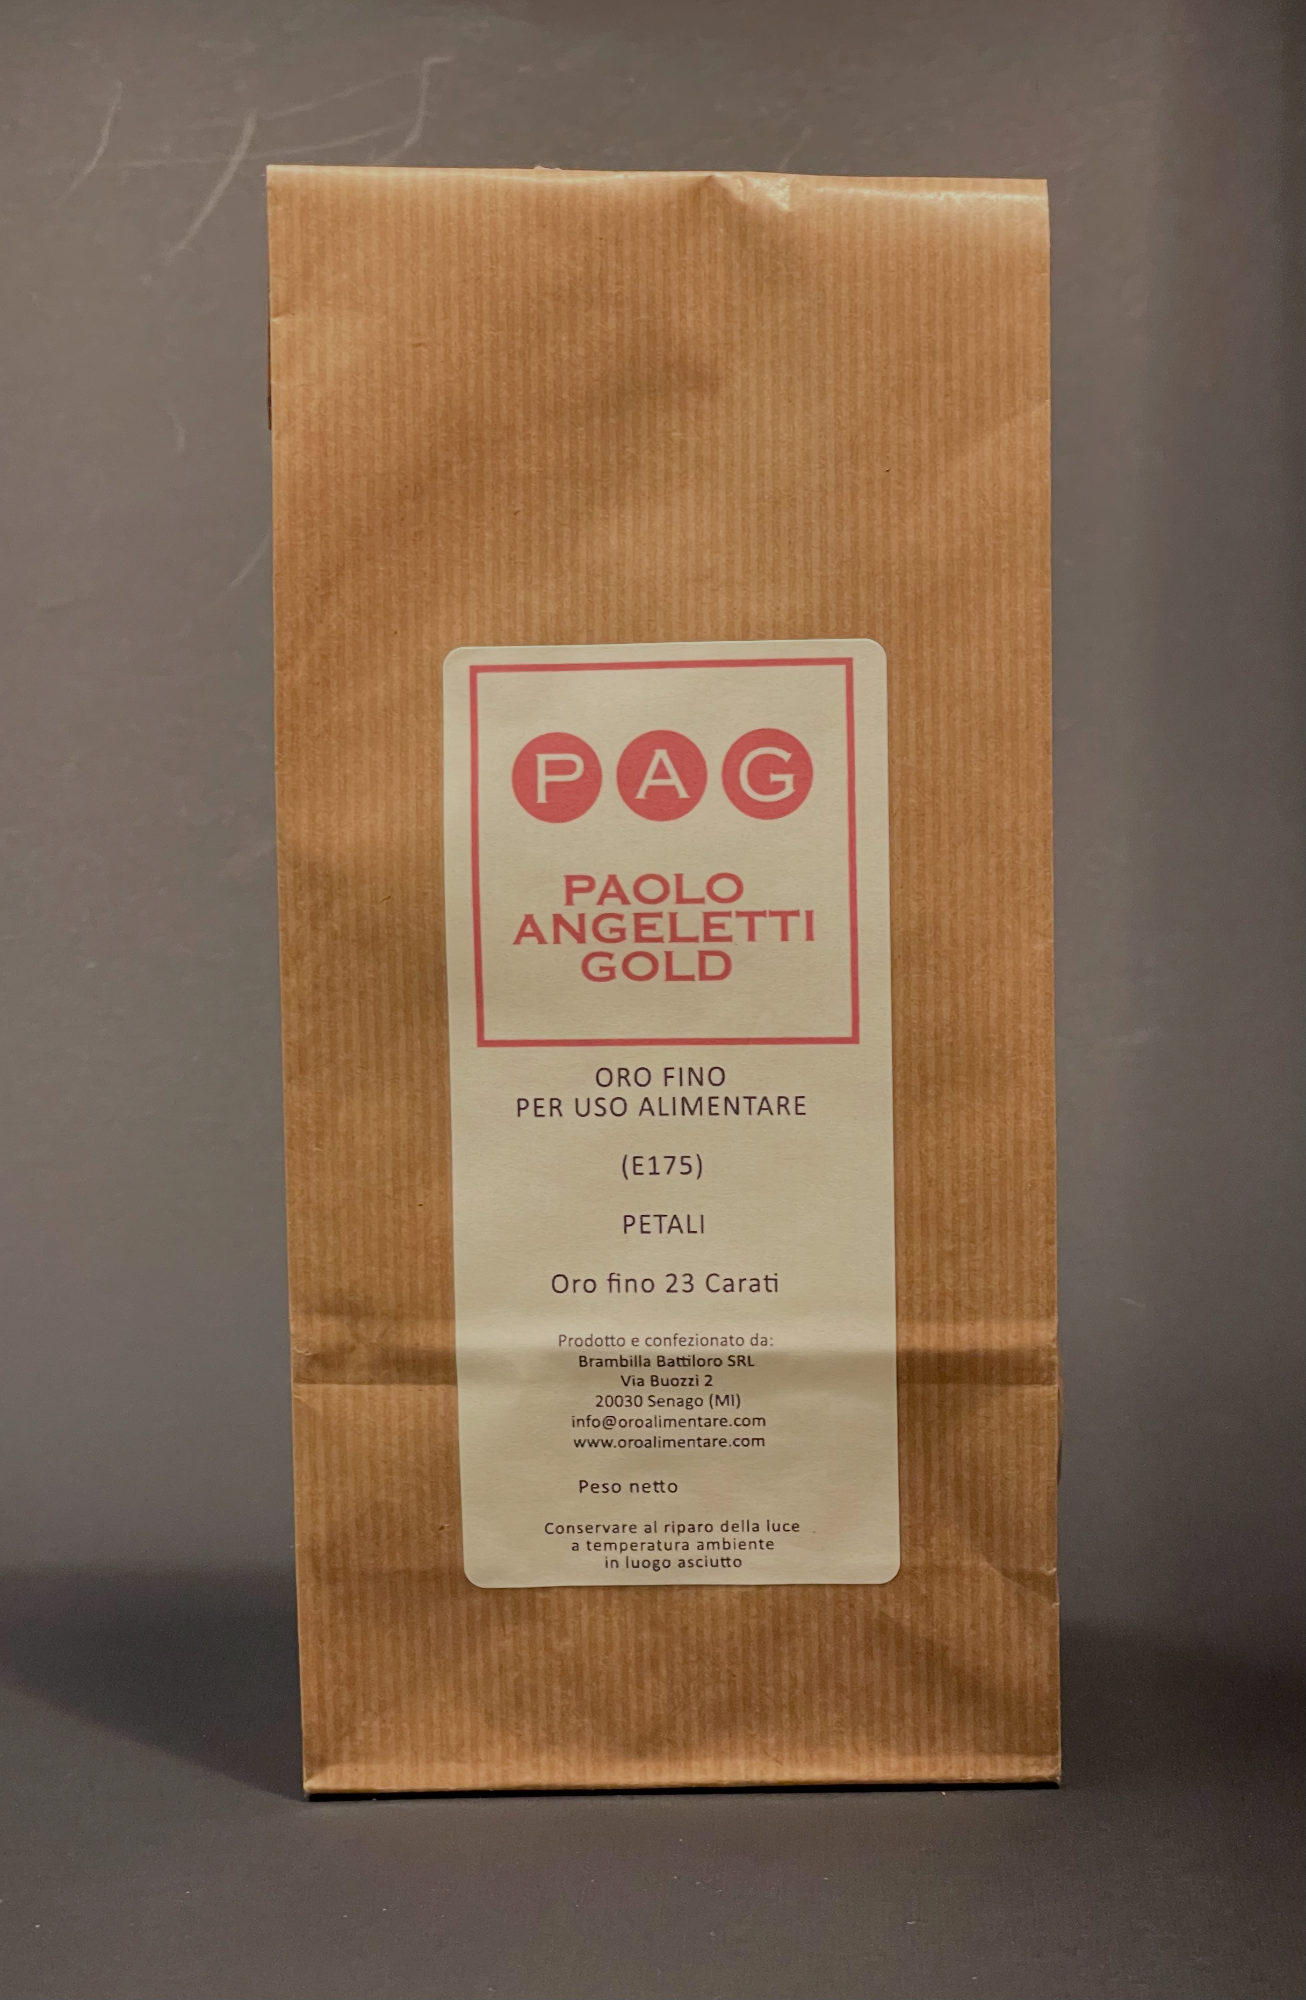 PAG
PAOLO
ANGELETTI
GOLD
ORO FINO
PER USO ALIMENTARE
(E175)
PETALI
Oro fino 23 Carati
Prodotto e confezionato da:
Brambilla Battiloro SRL
Via Buozzi 2
20030 Senago (MI)
info@oroalimentare.com
www.oroalimentare.com
Peso netto
Conservare al riparo della luce
a temperatura ambiente
in luogo asciutto